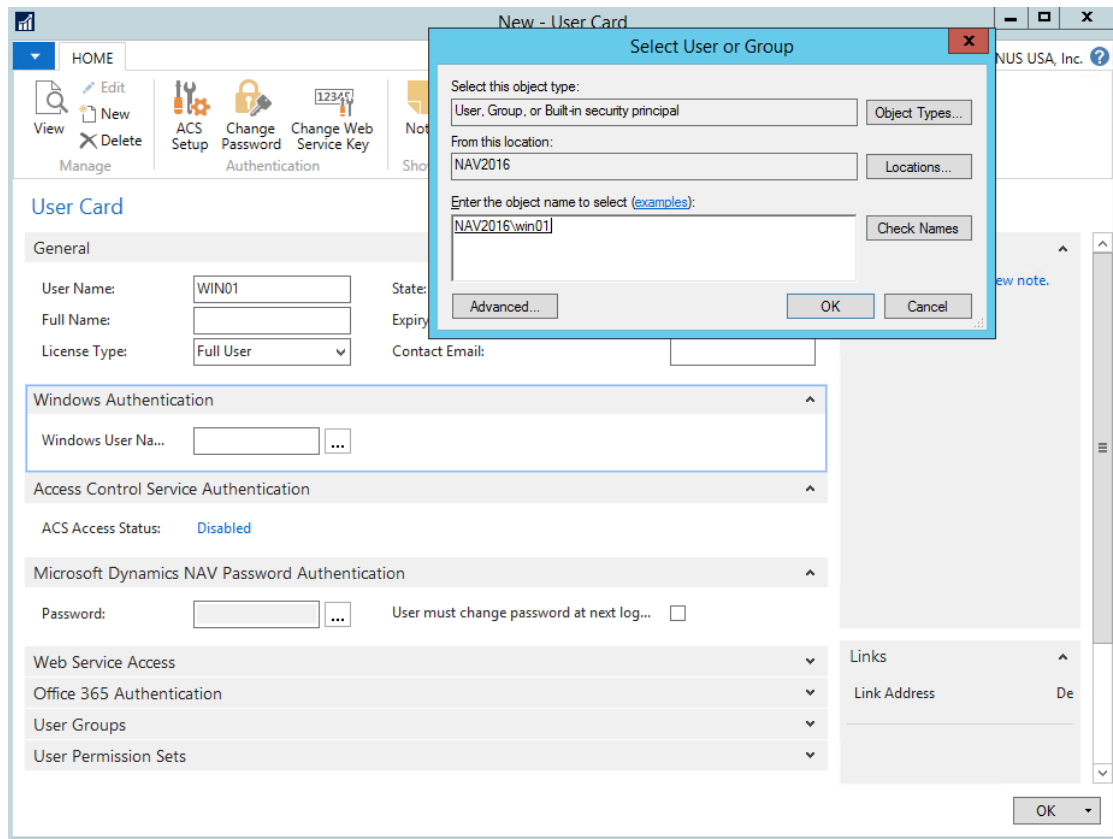 New - User Card
HOME
NUS USA, Inc.
View
Edit
New
Delete
Manage
ACS Setup
Change Password
12345
Change Web Service Key
Authentication
Not
Sho
Select User or Group
x
Select this object type:
User, Group, or Built-in security principal
Object Types...
From this location:
NAV2016
Locations...
Enter the object name to select (examples):
NAV2016\win01
Check Names
Advanced...
OK
Cancel
User Card
General
User Name:
WIN01
State:
Full Name:
Expiry
License Type:
Full User
Contact Email:
ew note.
Windows Authentication
Windows User Na...
...
Access Control Service Authentication
ACS Access Status:
Disabled
Microsoft Dynamics NAV Password Authentication
Password:
...
User must change password at next log...
Web Service Access
Office 365 Authentication
User Groups
User Permission Sets
Links
Link Address
De
OK